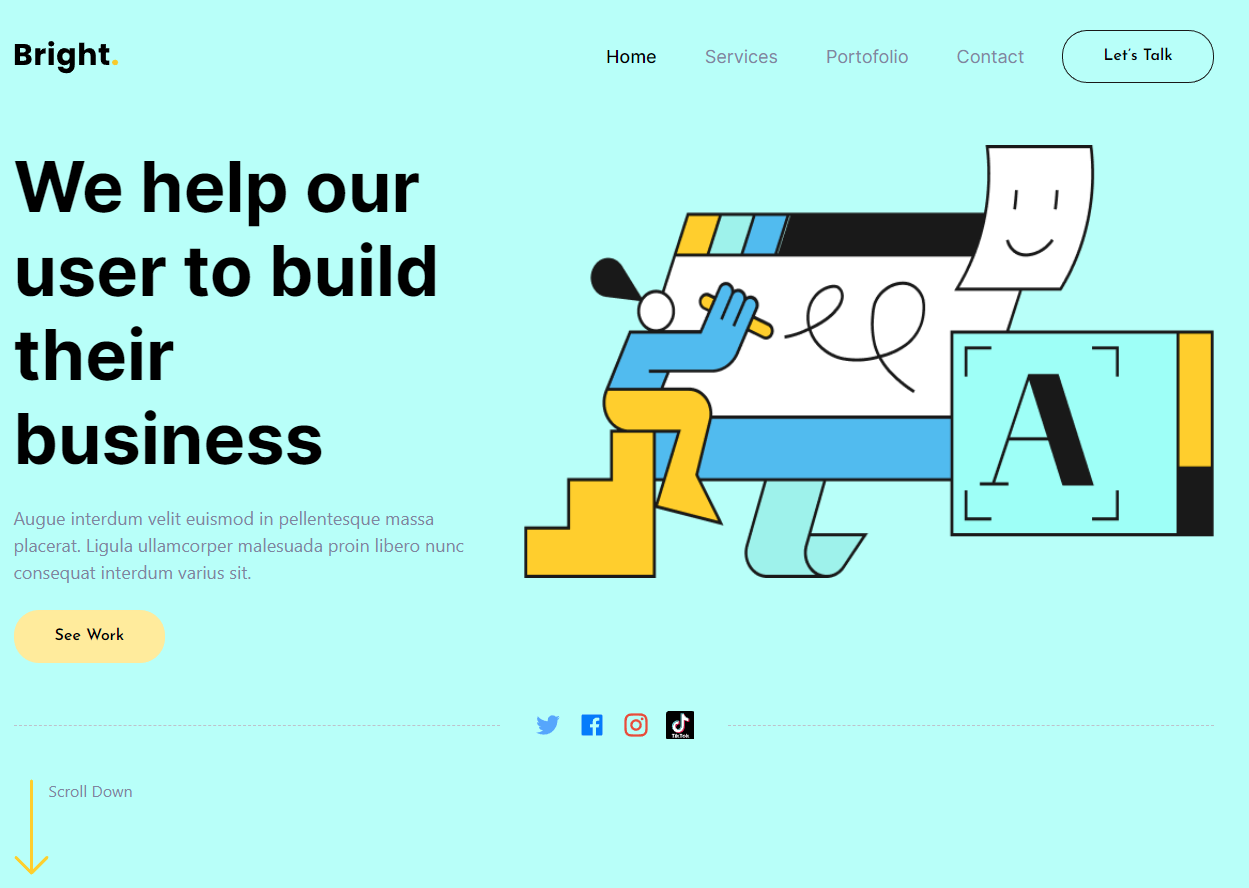 Bright.
Home
Services
Portofolio
Contact
Let's Talk
We help our
user to build
their
business
A
Augue interdum velit euismod in pellentesque massa
placerat. Ligula ullamcorper malesuada proin libero nunc
consequat interdum varius sit.
See Work
TikTok
Scroll Down